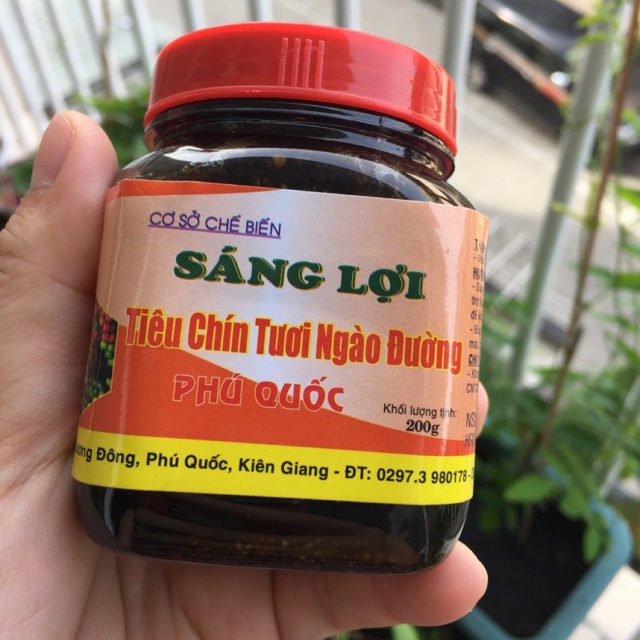 CƠ SỞ CHẾ BIẾN
SÁNG LỢI
Tiêu Chín Tươi Ngào Đường
PHÚ QUỐC
Khối lượng tịnh:
200g
Đông, Phú Quốc, Kiên Giang - ĐT: 0297.3 980178 -